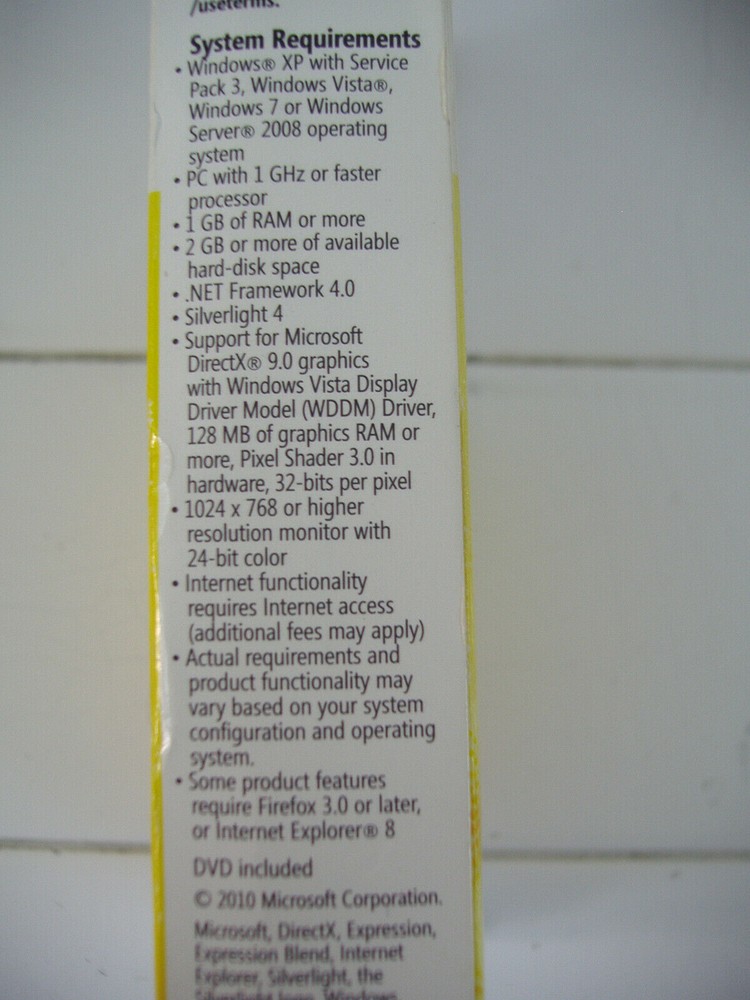 /useterms.
System Requirements
• Windows® XP with Service
Pack 3, Windows Vista®,
Windows 7 or Windows
Server® 2008 operating
system
• PC with 1 GHz or faster
processor
• 1 GB of RAM or more
• 2 GB or more of available
hard-disk space
• .NET Framework 4.0
• Silverlight 4
• Support for Microsoft
DirectX® 9.0 graphics
with Windows Vista Display
Driver Model (WDDM) Driver,
128 MB of graphics RAM or
more, Pixel Shader 3.0 in
hardware, 32-bits per pixel
• 1024 x 768 or higher
resolution monitor with
24-bit color
• Internet functionality
requires Internet access
(additional fees may apply)
• Actual requirements and
product functionality may
vary based on your system
configuration and operating
system.
• Some product features
require Firefox 3.0 or later,
or Internet Explorer® 8
DVD included
© 2010 Microsoft Corporation.
Microsoft, DirectX, Expression,
Expression Blend, Internet
Explorer, Silverlight, the
Silverlight logo, Windows